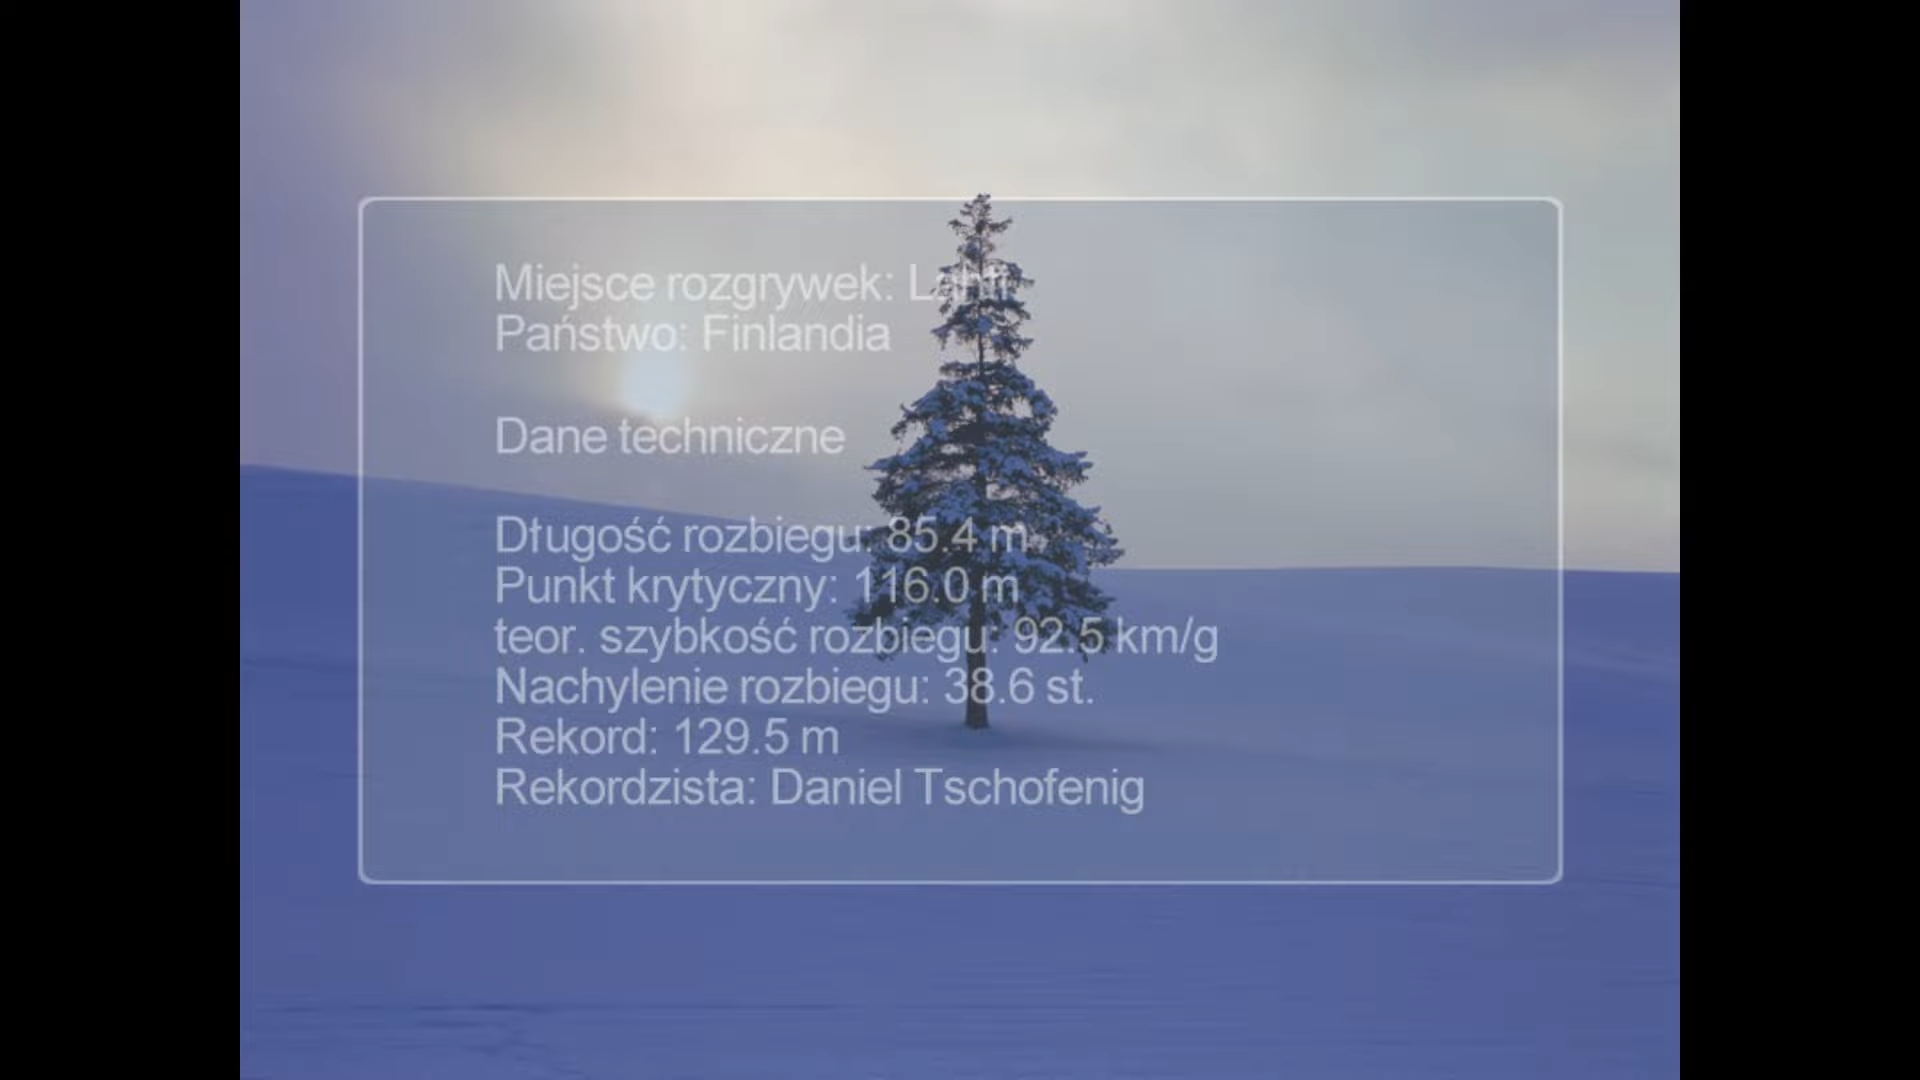 Miejsce rozgrywek: Lahti
Państwo: Finlandia
Dane techniczne
Długość rozbiegu: 85.4 m
Punkt krytyczny: 116.0 m
teor. szybkość rozbiegu: 92.5 km/g
Nachylenie rozbiegu: 38.6 st.
Rekord: 129.5 m
Rekordzista: Daniel Tschofenig